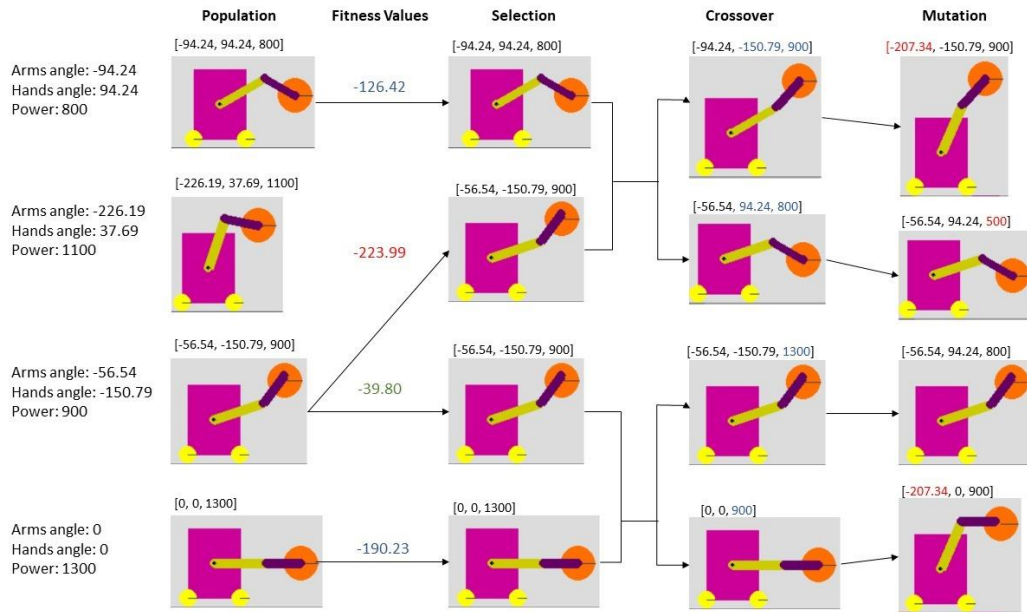 Population Fitness Values Selection Crossover Mutation
[-94.24, 94.24, 800] [-94.24, 94.24, 800] [-94.24, -150.79, 900] [-207.34, -150.79, 900]
Arms angle: -94.24
Hands angle: 94.24
Power: 800
-126.42
[-226.19, 37.69, 1100] [-56.54, -150.79, 900] [-56.54, 94.24, 800] [-56.54, 94.24, 500]
Arms angle: -226.19
Hands angle: 37.69
Power: 1100
-223.99
[-56.54, -150.79, 900] [-56.54, -150.79, 900] [-56.54, -150.79, 1300] [-56.54, 94.24, 800]
Arms angle: -56.54
Hands angle: -150.79
Power: 900
-39.80
[0, 0, 1300] [0, 0, 1300] [0, 0, 900] [-207.34, 0, 900]
Arms angle: 0
Hands angle: 0
Power: 1300
-190.23